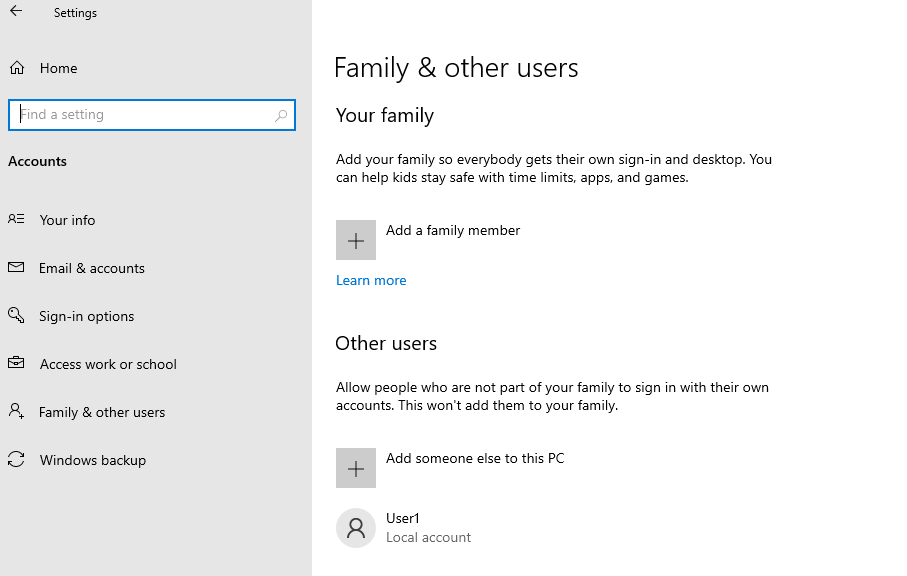 Settings
Home
Find a setting
Accounts
Your info
Email & accounts
Sign-in options
Access work or school
Family & other users
Windows backup
Family & other users
Your family
Add your family so everybody gets their own sign-in and desktop. You
can help kids stay safe with time limits, apps, and games.
Add a family member
Learn more
Other users
Allow people who are not part of your family to sign in with their own
accounts. This won't add them to your family.
Add someone else to this PC
User1
Local account